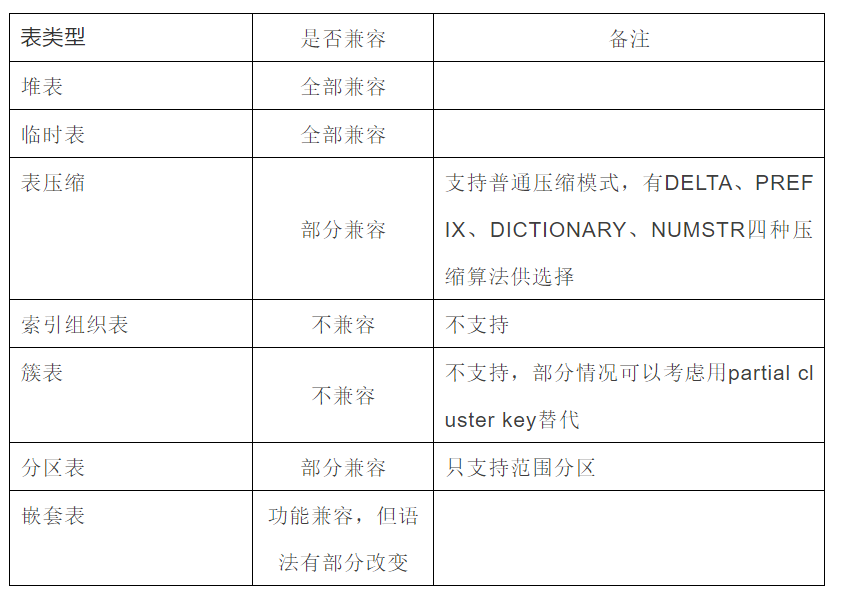 表类型 是否兼容 备注
堆表 全部兼容
临时表 全部兼容
表压缩 部分兼容 支持普通压缩模式，有DELTA、PREF
IX、DICTIONARY、NUMSTR四种压
缩算法供选择
索引组织表 不兼容 不支持
簇表 不兼容 不支持，部分情况可以考虑用partial cl
uster key替代
分区表 部分兼容 只支持范围分区
嵌套表 功能兼容，但语
法有部分改变